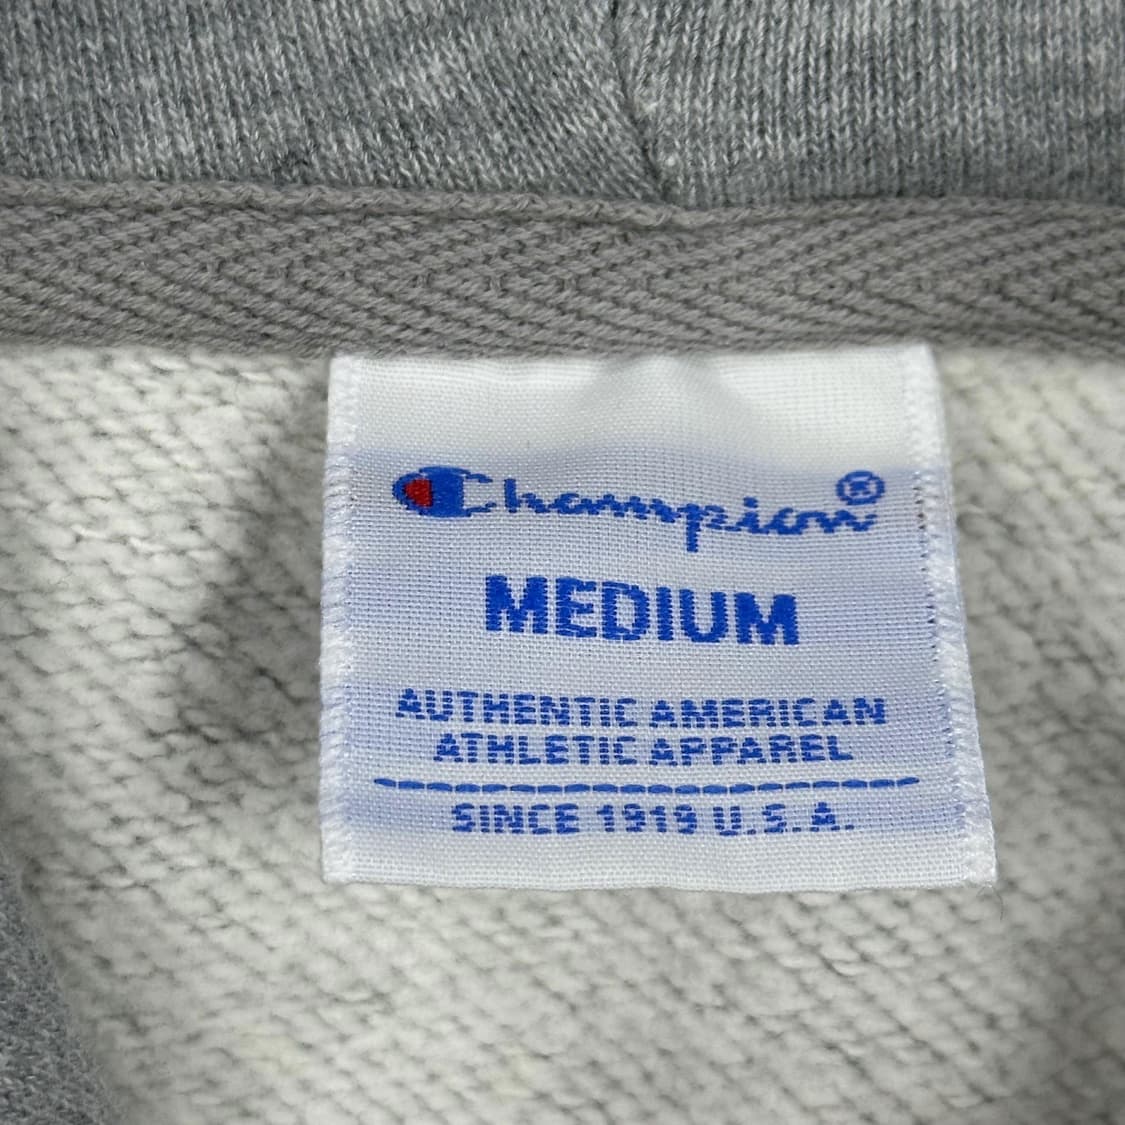 Champion®
MEDIUM
AUTHENTIC AMERICAN
ATHLETIC APPAREL
SINCE 1919 U.S.A.